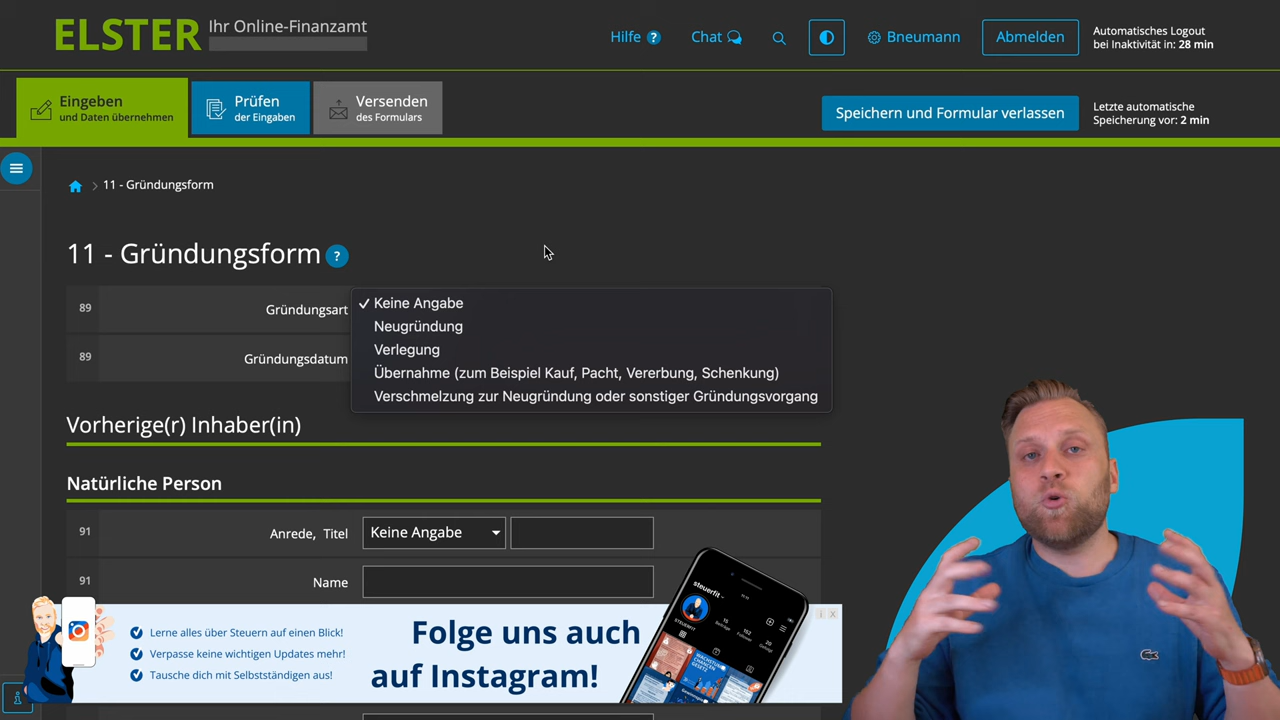 ELSTER
Ihr Online-Finanzamt
Hilfe ?
Chat
Bneumann
Abmelden
Automatisches Logout
bei Inaktivität in: 28 min
Eingeben
und Daten übernehmen
Prüfen
der Eingaben
Versenden
des Formulars
Speichern und Formular verlassen
Letzte automatische
Speicherung vor: 2 min
11 - Gründungsform
11 - Gründungsform ?
89 Gründungsart
Keine Angabe
Neugründung
Verlegung
Übernahme (zum Beispiel Kauf, Pacht, Vererbung, Schenkung)
Verschmelzung zur Neugründung oder sonstiger Gründungsvorgang
89 Gründungsdatum
Vorherige(r) Inhaber(in)
Natürliche Person
91 Anrede, Titel Keine Angabe
91 Name
Lerne alles über Steuern auf einen Blick!
Verpasse keine wichtigen Updates mehr!
Tausche dich mit Selbstständigen aus!
Folge uns auch
auf Instagram!
steuerfit